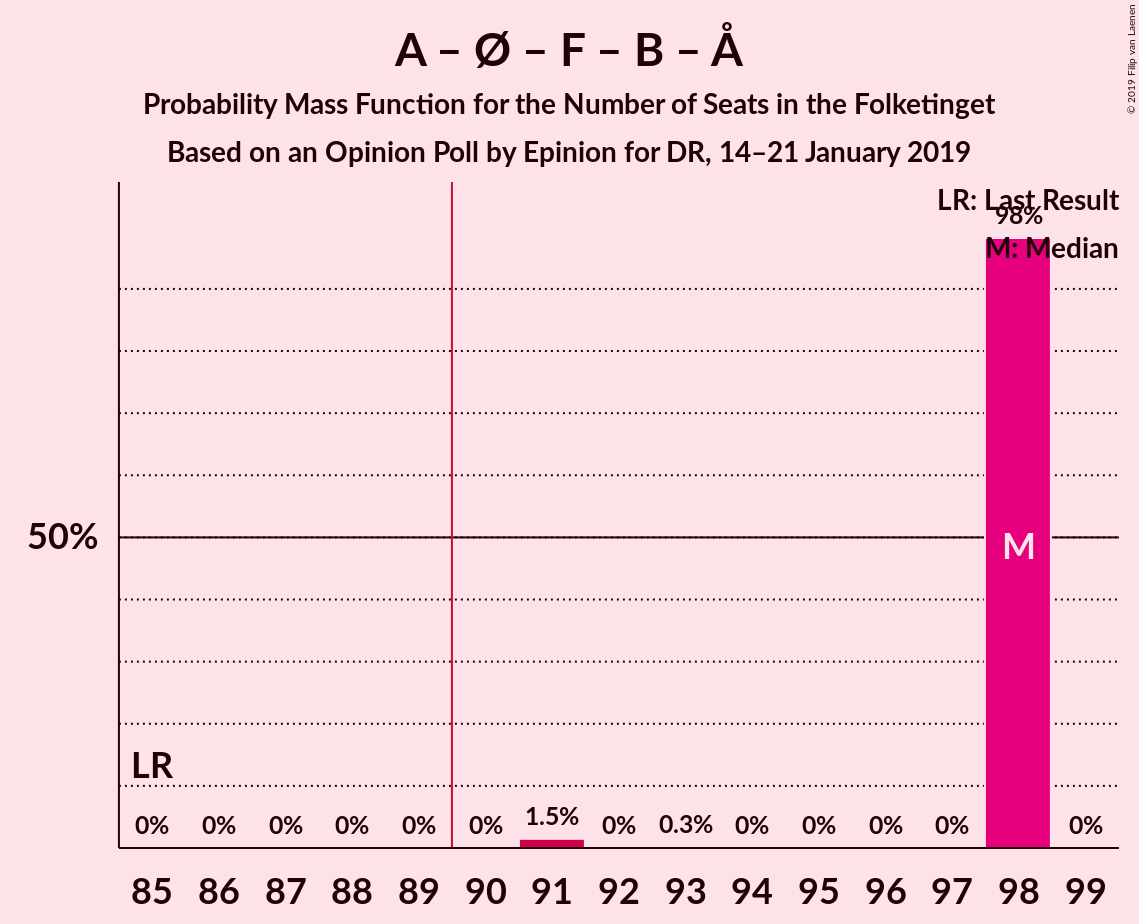 A – Ø – F – B – Å
Probability Mass Function for the Number of Seats in the Folketinget
Based on an Opinion Poll by Epinion for DR, 14–21 January 2019
© 2019 Filip van Laenen
LR: Last Result
98%
M: Median
50%
M
LR
0% 0% 0% 0% 0% 0% 1.5% 0% 0.3% 0% 0% 0% 0% 0%
85 86 87 88 89 90 91 92 93 94 95 96 97 98 99